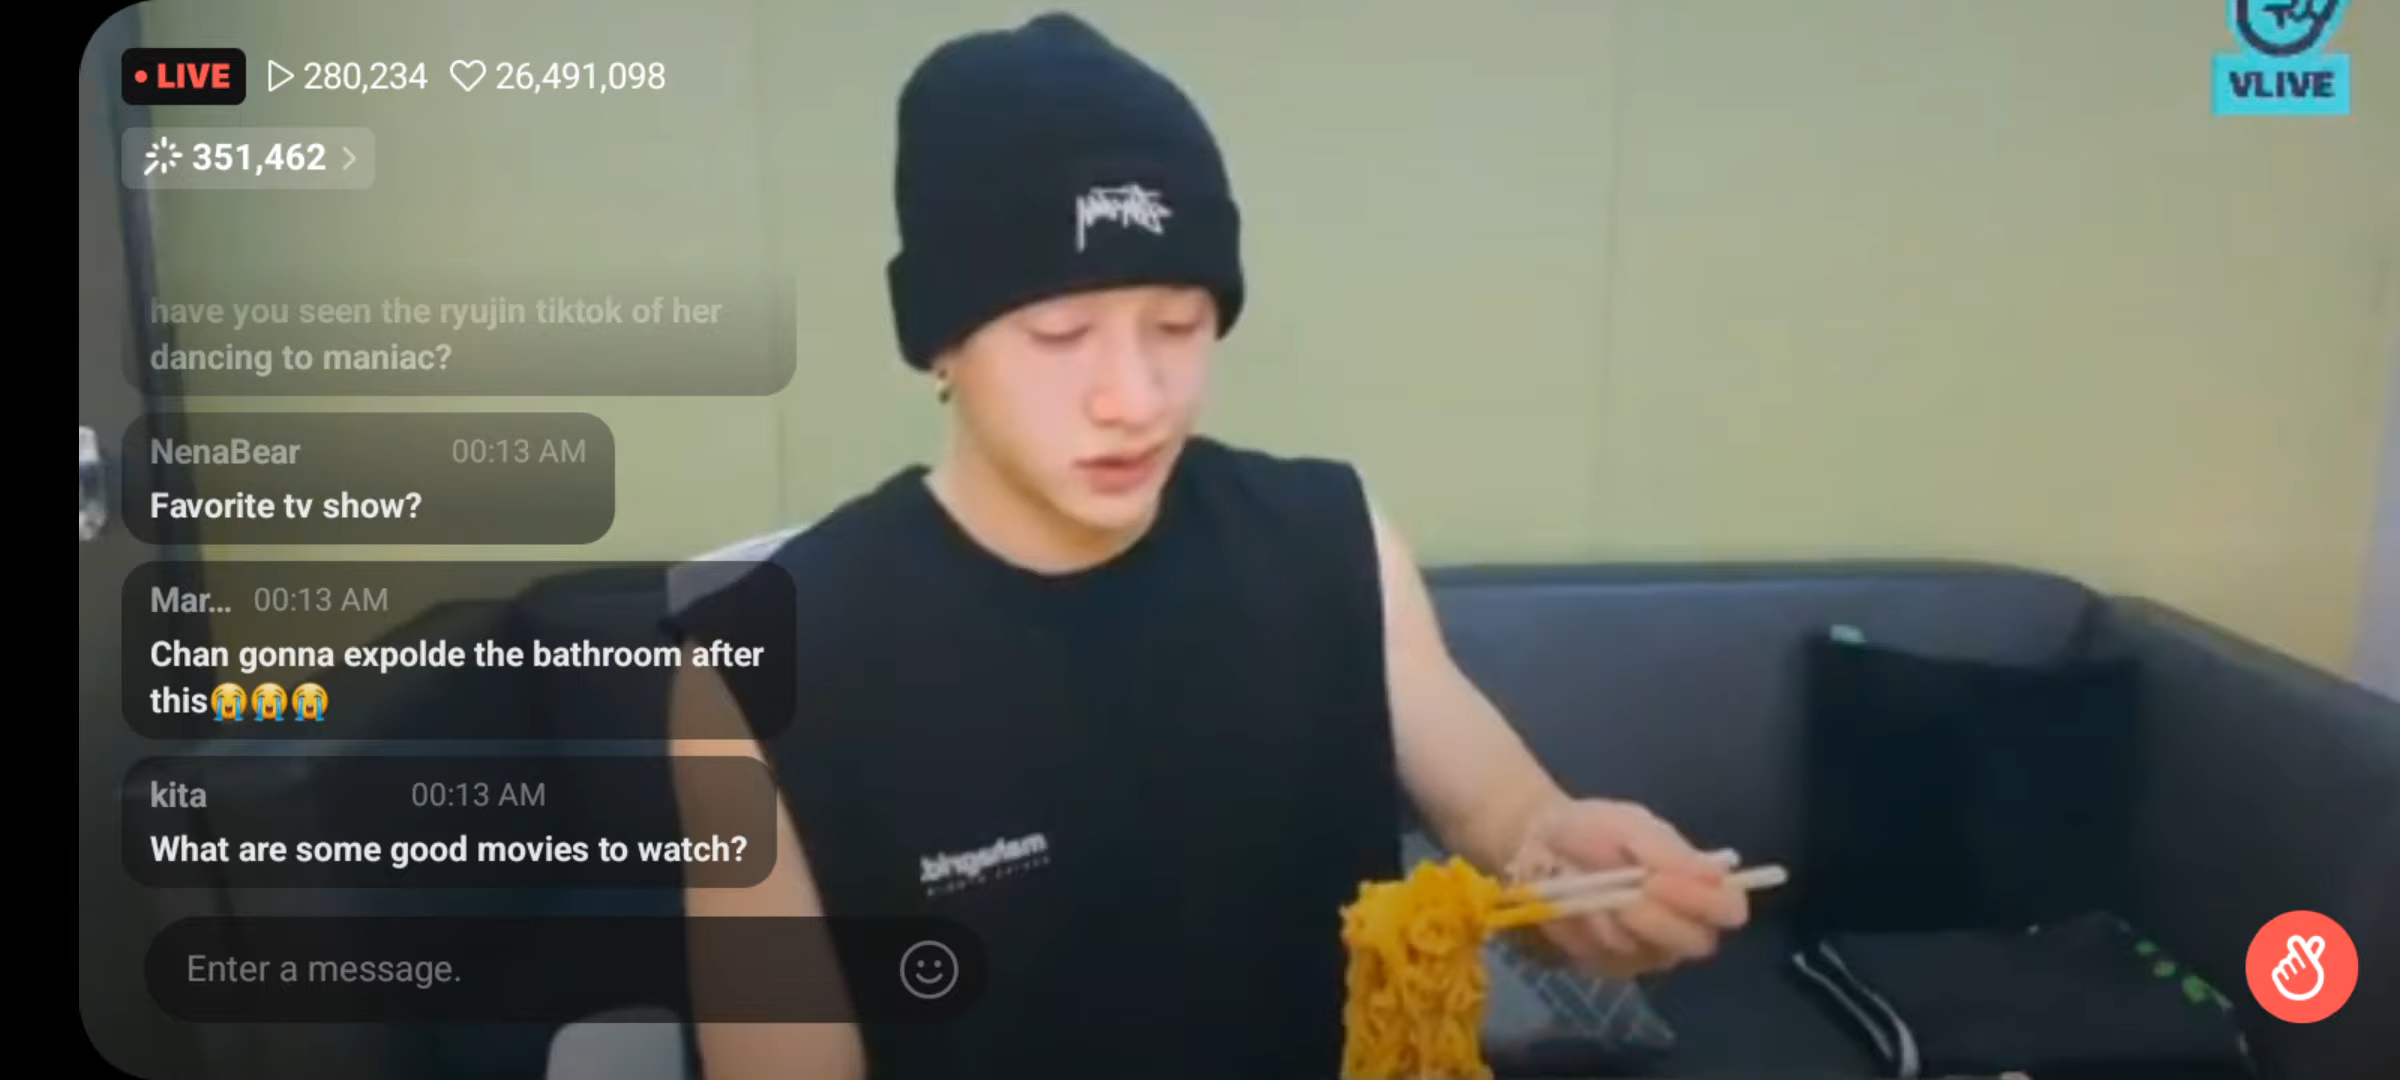 LIVE 280,234 26,491,098
VLIVE
351,462
have you seen the ryujin tiktok of her
dancing to maniac?
NenaBear 00:13 AM
Favorite tv show?
Mar... 00:13 AM
Chan gonna expolde the bathroom after
this😭😭😭
kita 00:13 AM
What are some good movies to watch?
Enter a message.